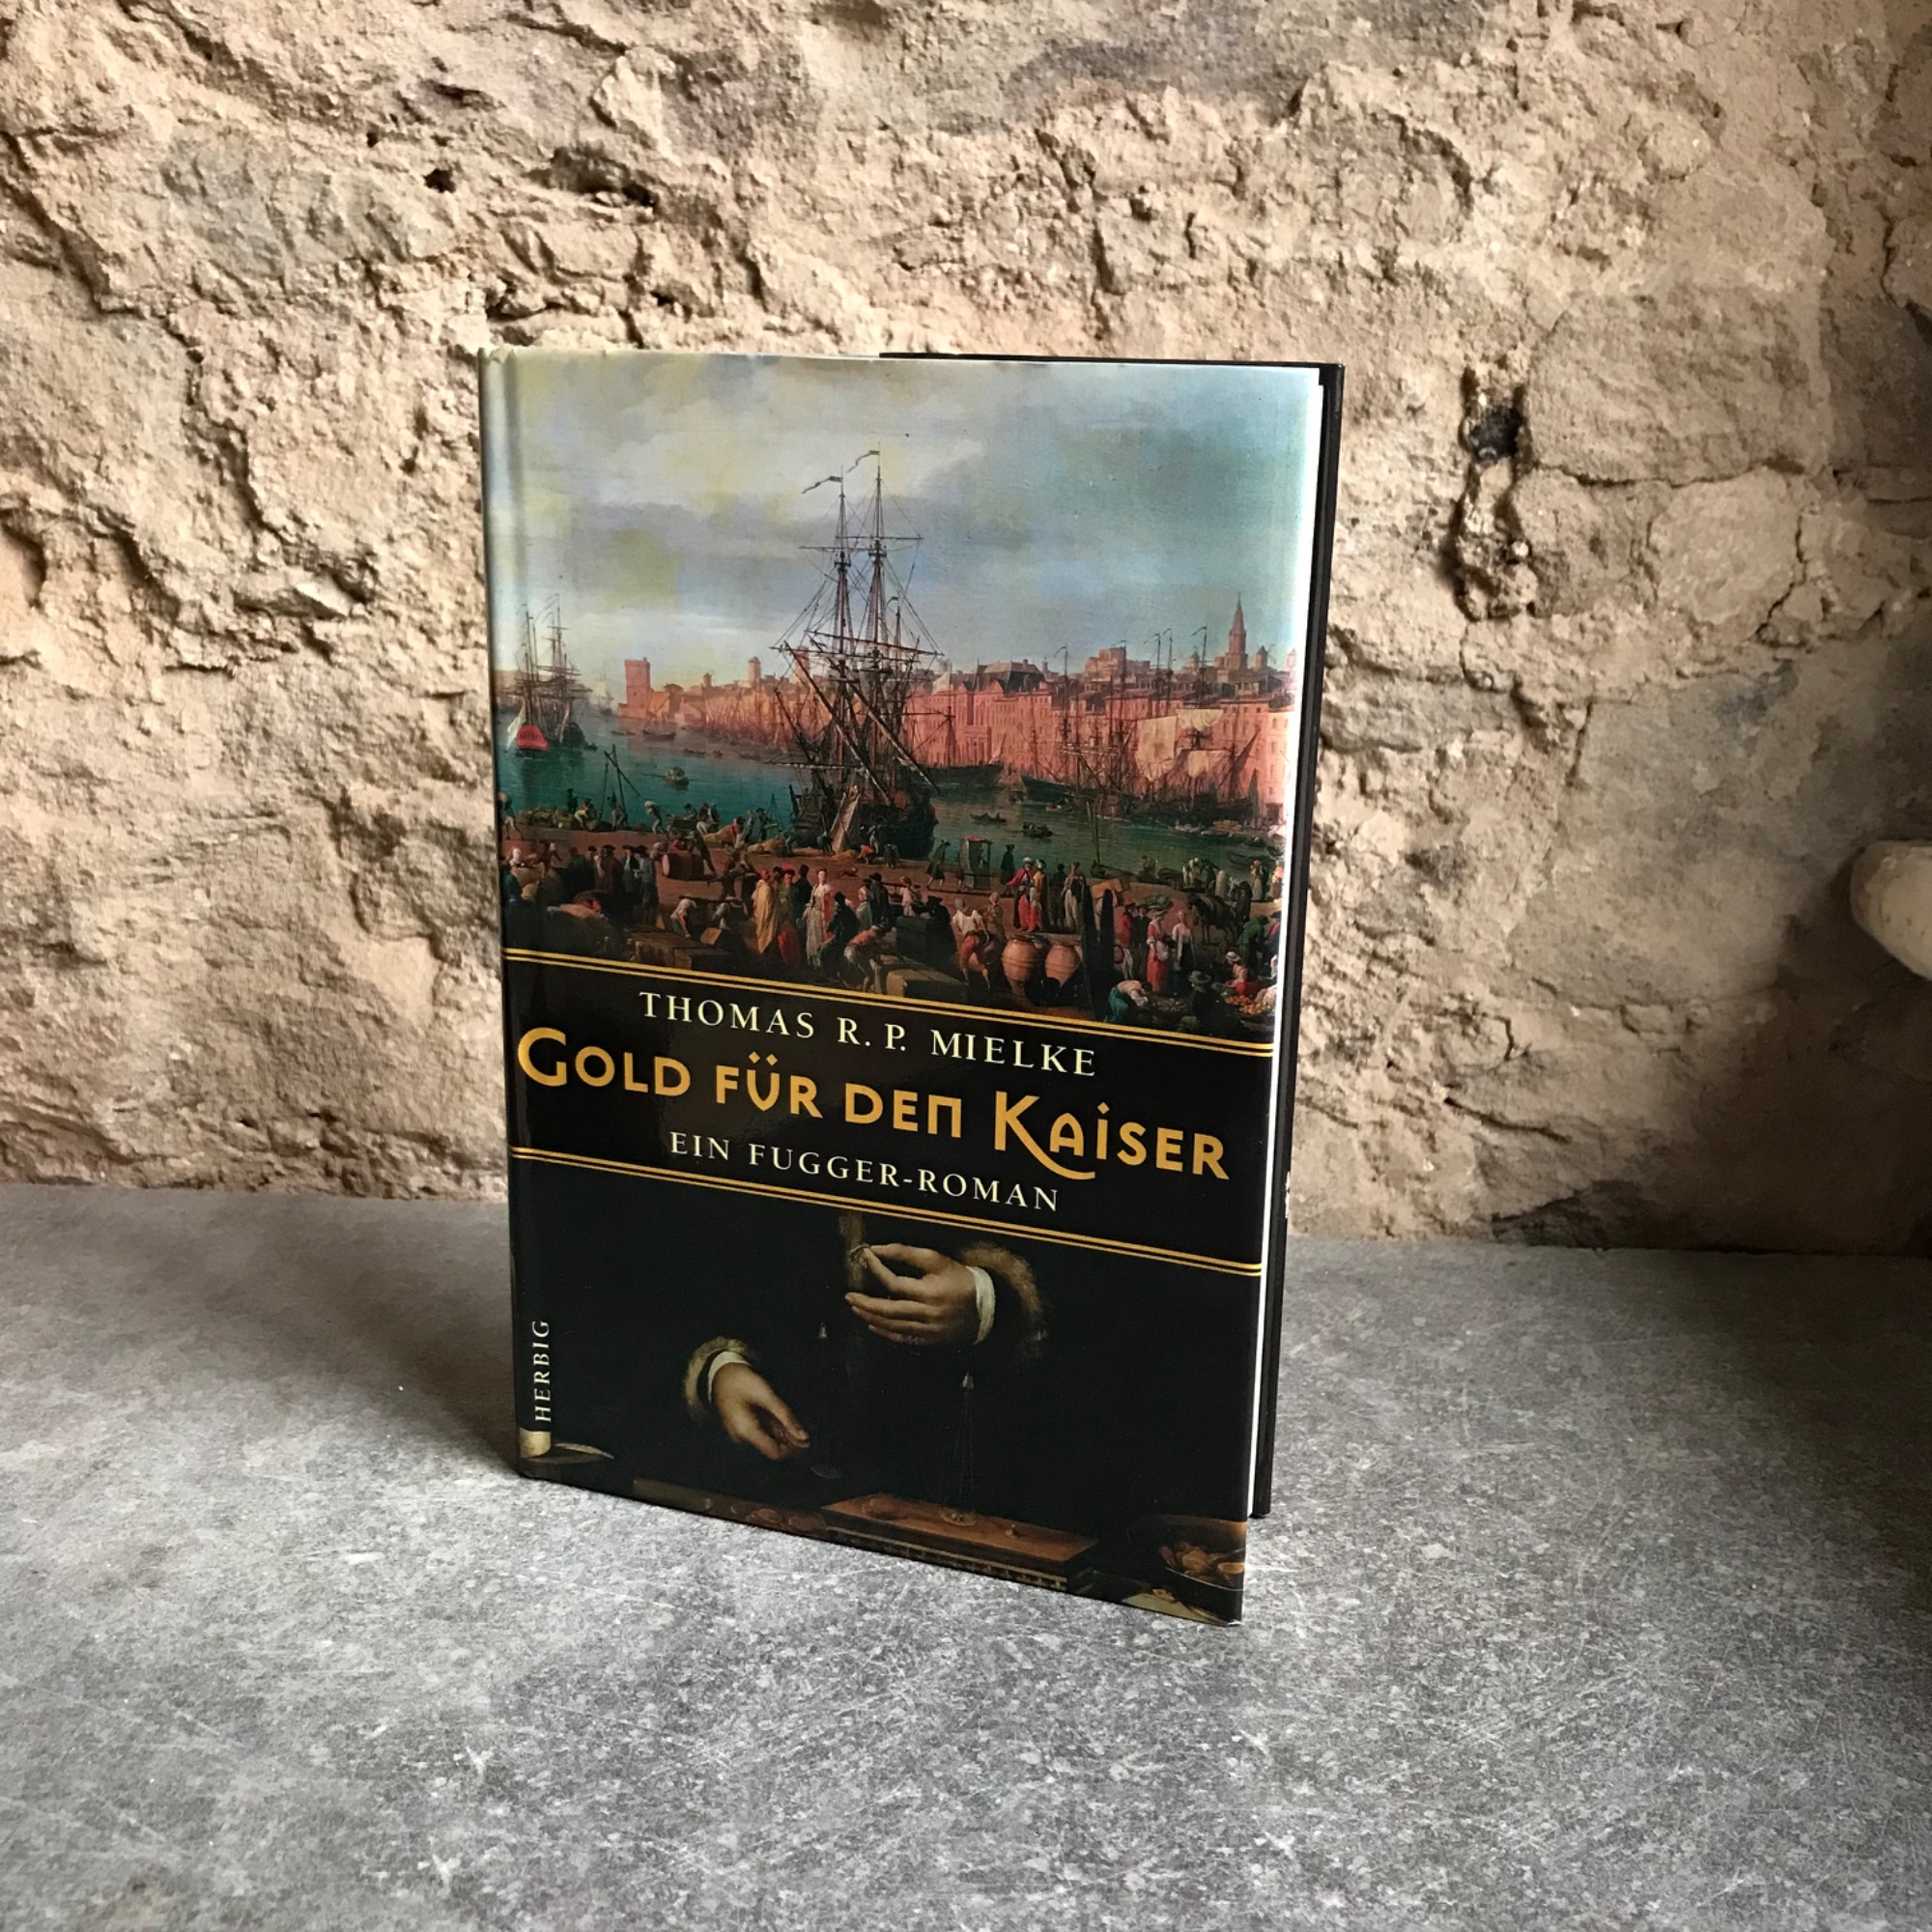 THOMAS R. P. MIELKE
GOLD FÜR DEN KAISER
EIN FUGGER-ROMAN
HERBIG